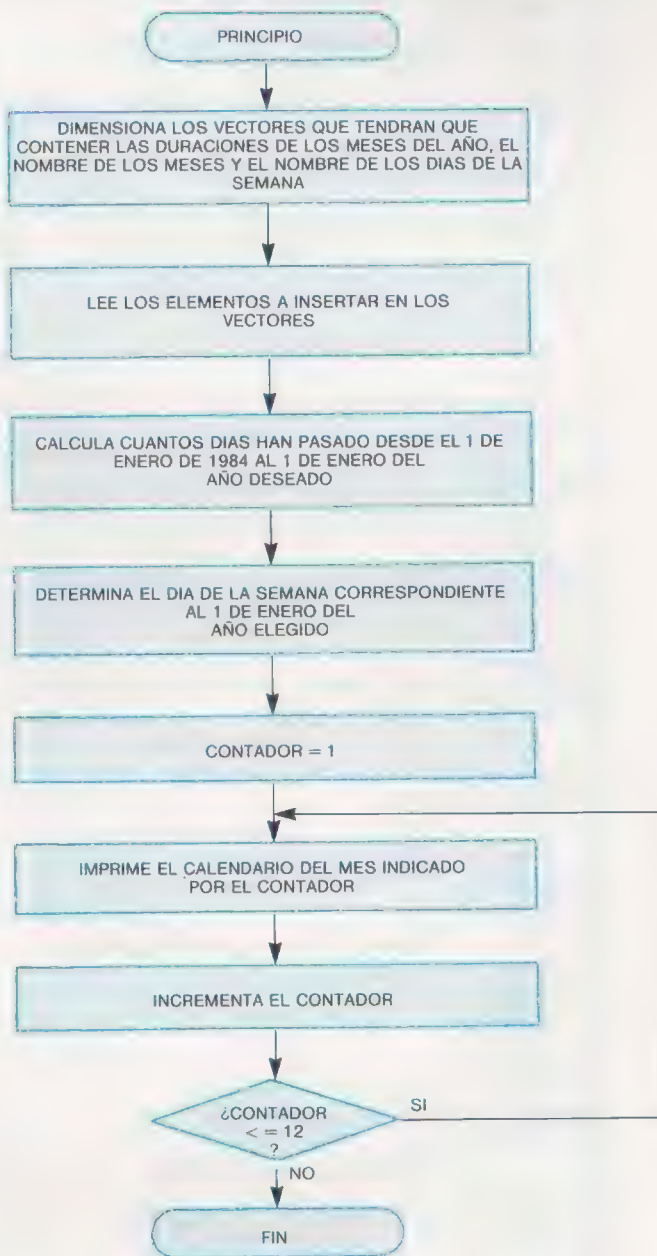 PRINCIPIO
DIMENSIONA LOS VECTORES QUE TENDRAN QUE
CONTENER LAS DURACIONES DE LOS MESES DEL AÑO, EL
NOMBRE DE LOS MESES Y EL NOMBRE DE LOS DIAS DE LA
SEMANA
LEE LOS ELEMENTOS A INSERTAR EN LOS
VECTORES
CALCULA CUANTOS DIAS HAN PASADO DESDE EL 1 DE
ENERO DE 1984 AL 1 DE ENERO DEL
AÑO DESEADO
DETERMINA EL DIA DE LA SEMANA CORRESPONDIENTE
AL 1 DE ENERO DEL
AÑO ELEGIDO
CONTADOR = 1
IMPRIME EL CALENDARIO DEL MES INDICADO
POR EL CONTADOR
INCREMENTA EL CONTADOR
¿CONTADOR
< = 12
?
SI
NO
FIN